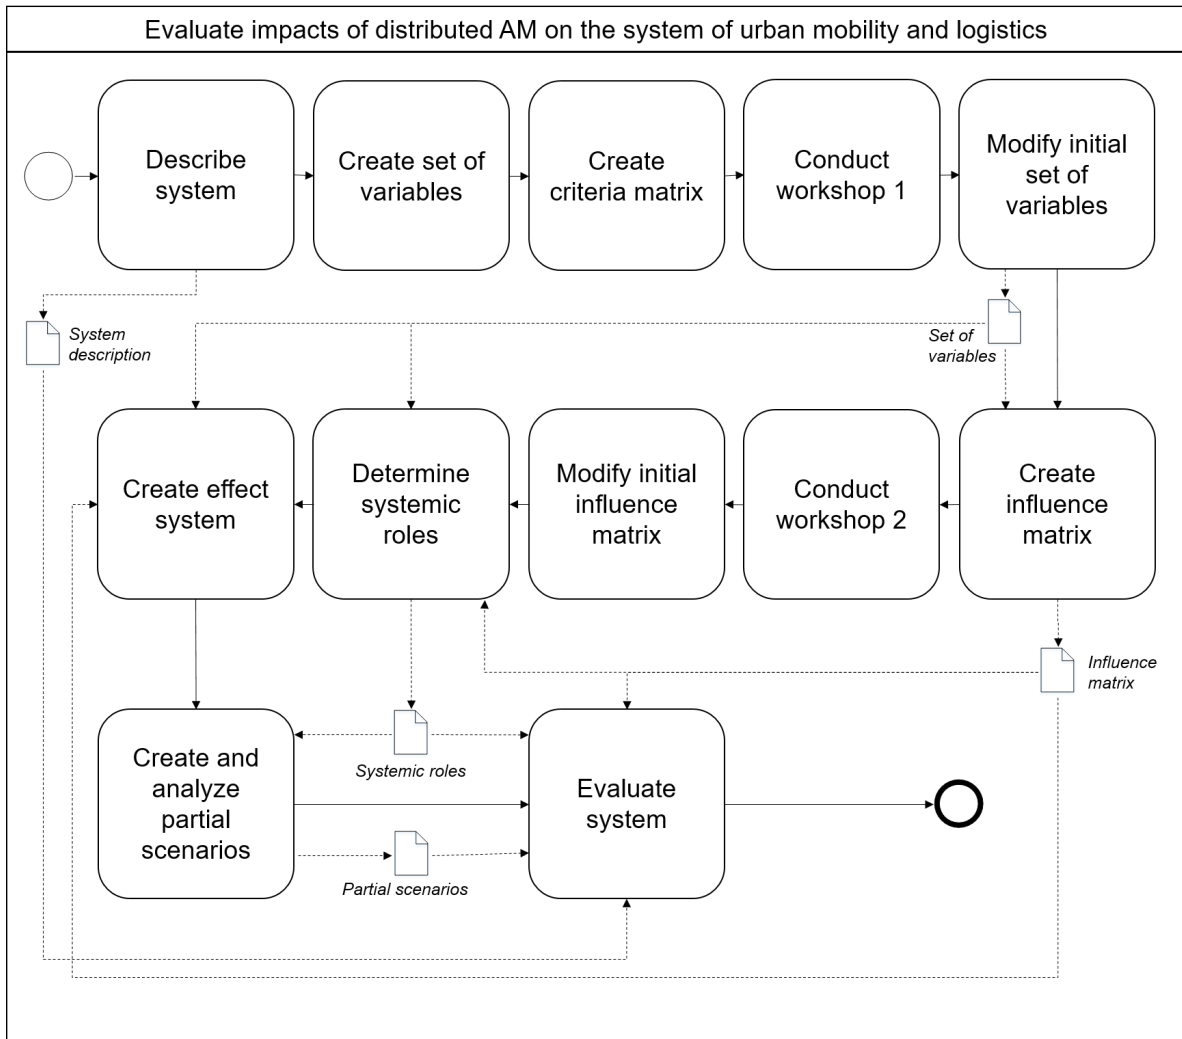 Evaluate impacts of distributed AM on the system of urban mobility and logistics
Describe
system
Create set of
variables
Create
criteria matrix
Conduct
workshop 1
Modify initial
set of
variables
System
description
Set of
variables
Create effect
system
Determine
systemic
roles
Modify initial
influence
matrix
Conduct
workshop 2
Create
influence
matrix
Influence
matrix
Create and
analyze
partial
scenarios
Systemic roles
Partial scenarios
Evaluate
system